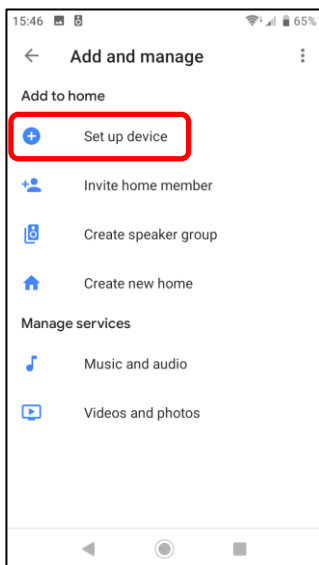 15:46 65%
Add and manage
Add to home
Set up device
Invite home member
Create speaker group
Create new home
Manage services
Music and audio
Videos and photos